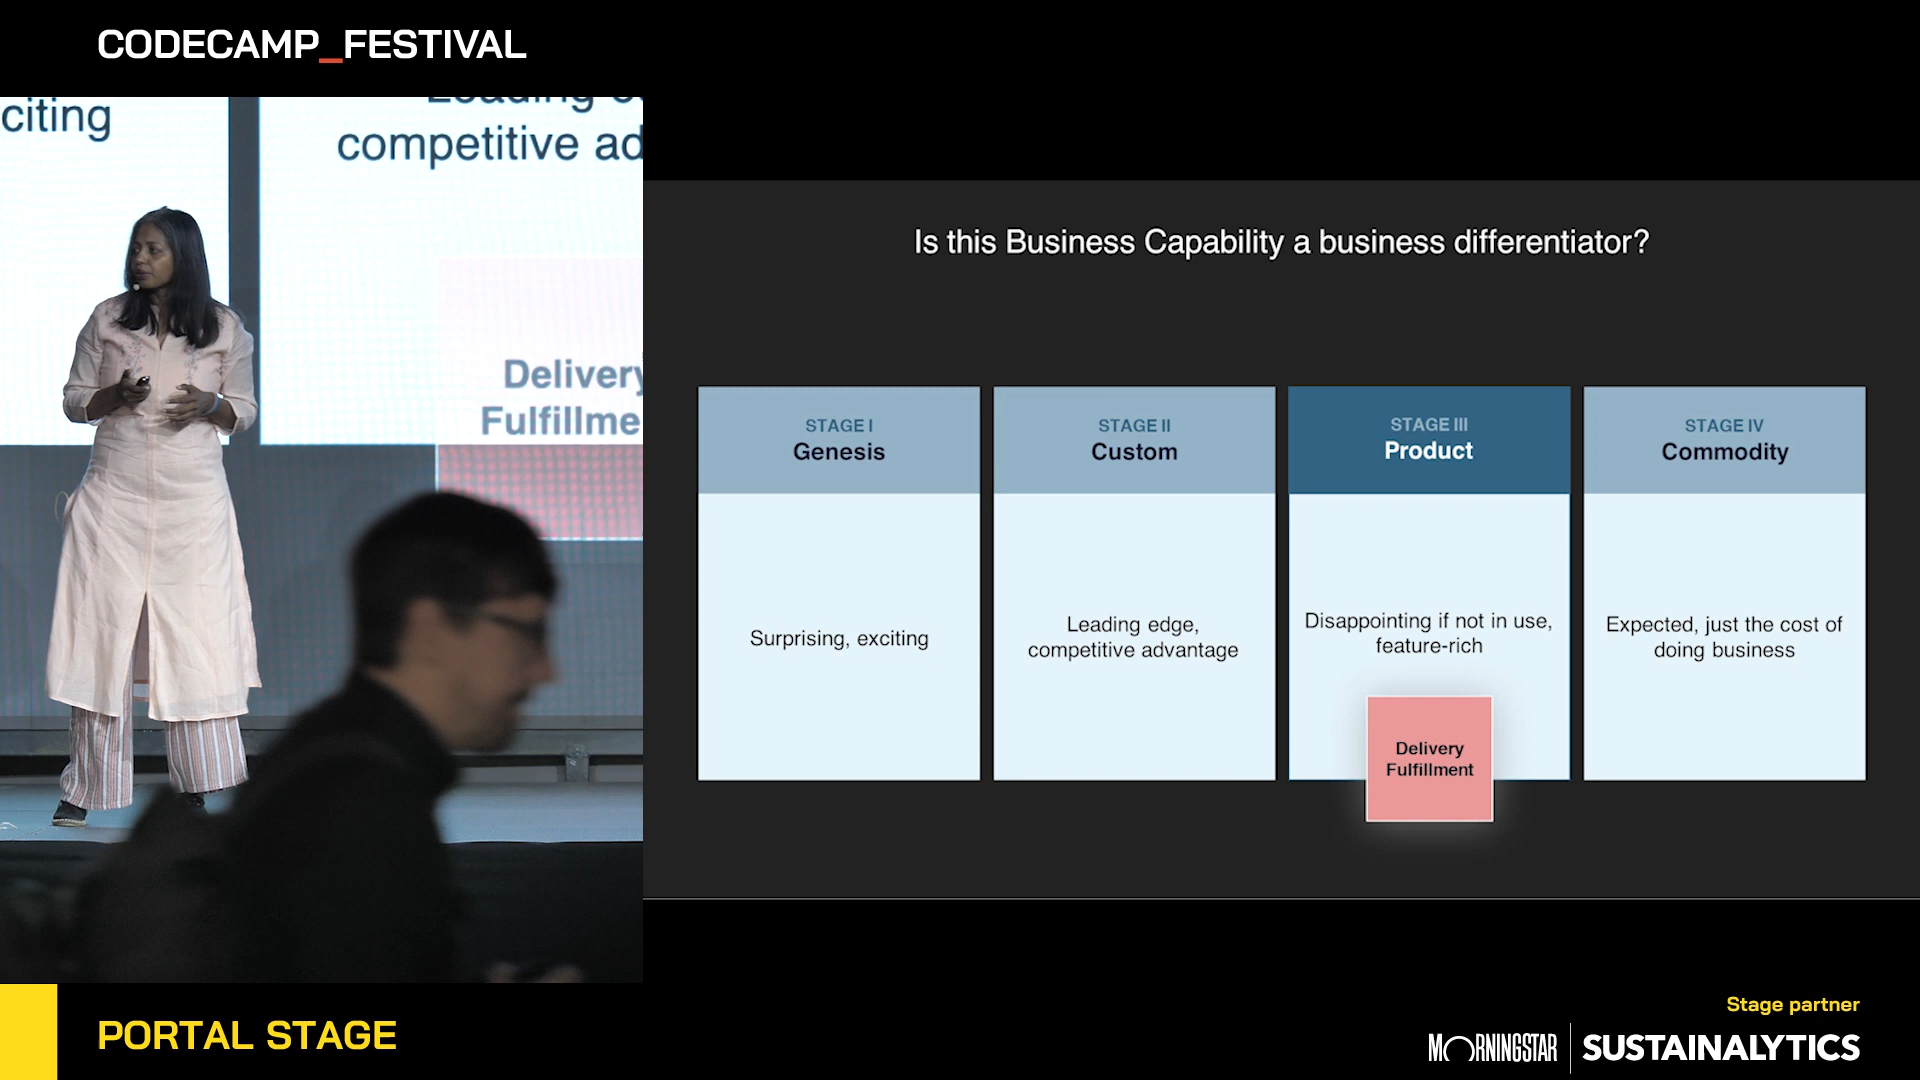 CODECAMP_FESTIVAL
citing
competitive ad
Delivery
Fulfillme
Is this Business Capability a business differentiator?
STAGE I
Genesis
Surprising, exciting
STAGE II
Custom
Leading edge,
competitive advantage
STAGE III
Product
Disappointing if not in use,
feature-rich
Delivery
Fulfillment
STAGE IV
Commodity
Expected, just the cost of
doing business
PORTAL STAGE
Stage partner
MORNINGSTAR | SUSTAINALYTICS